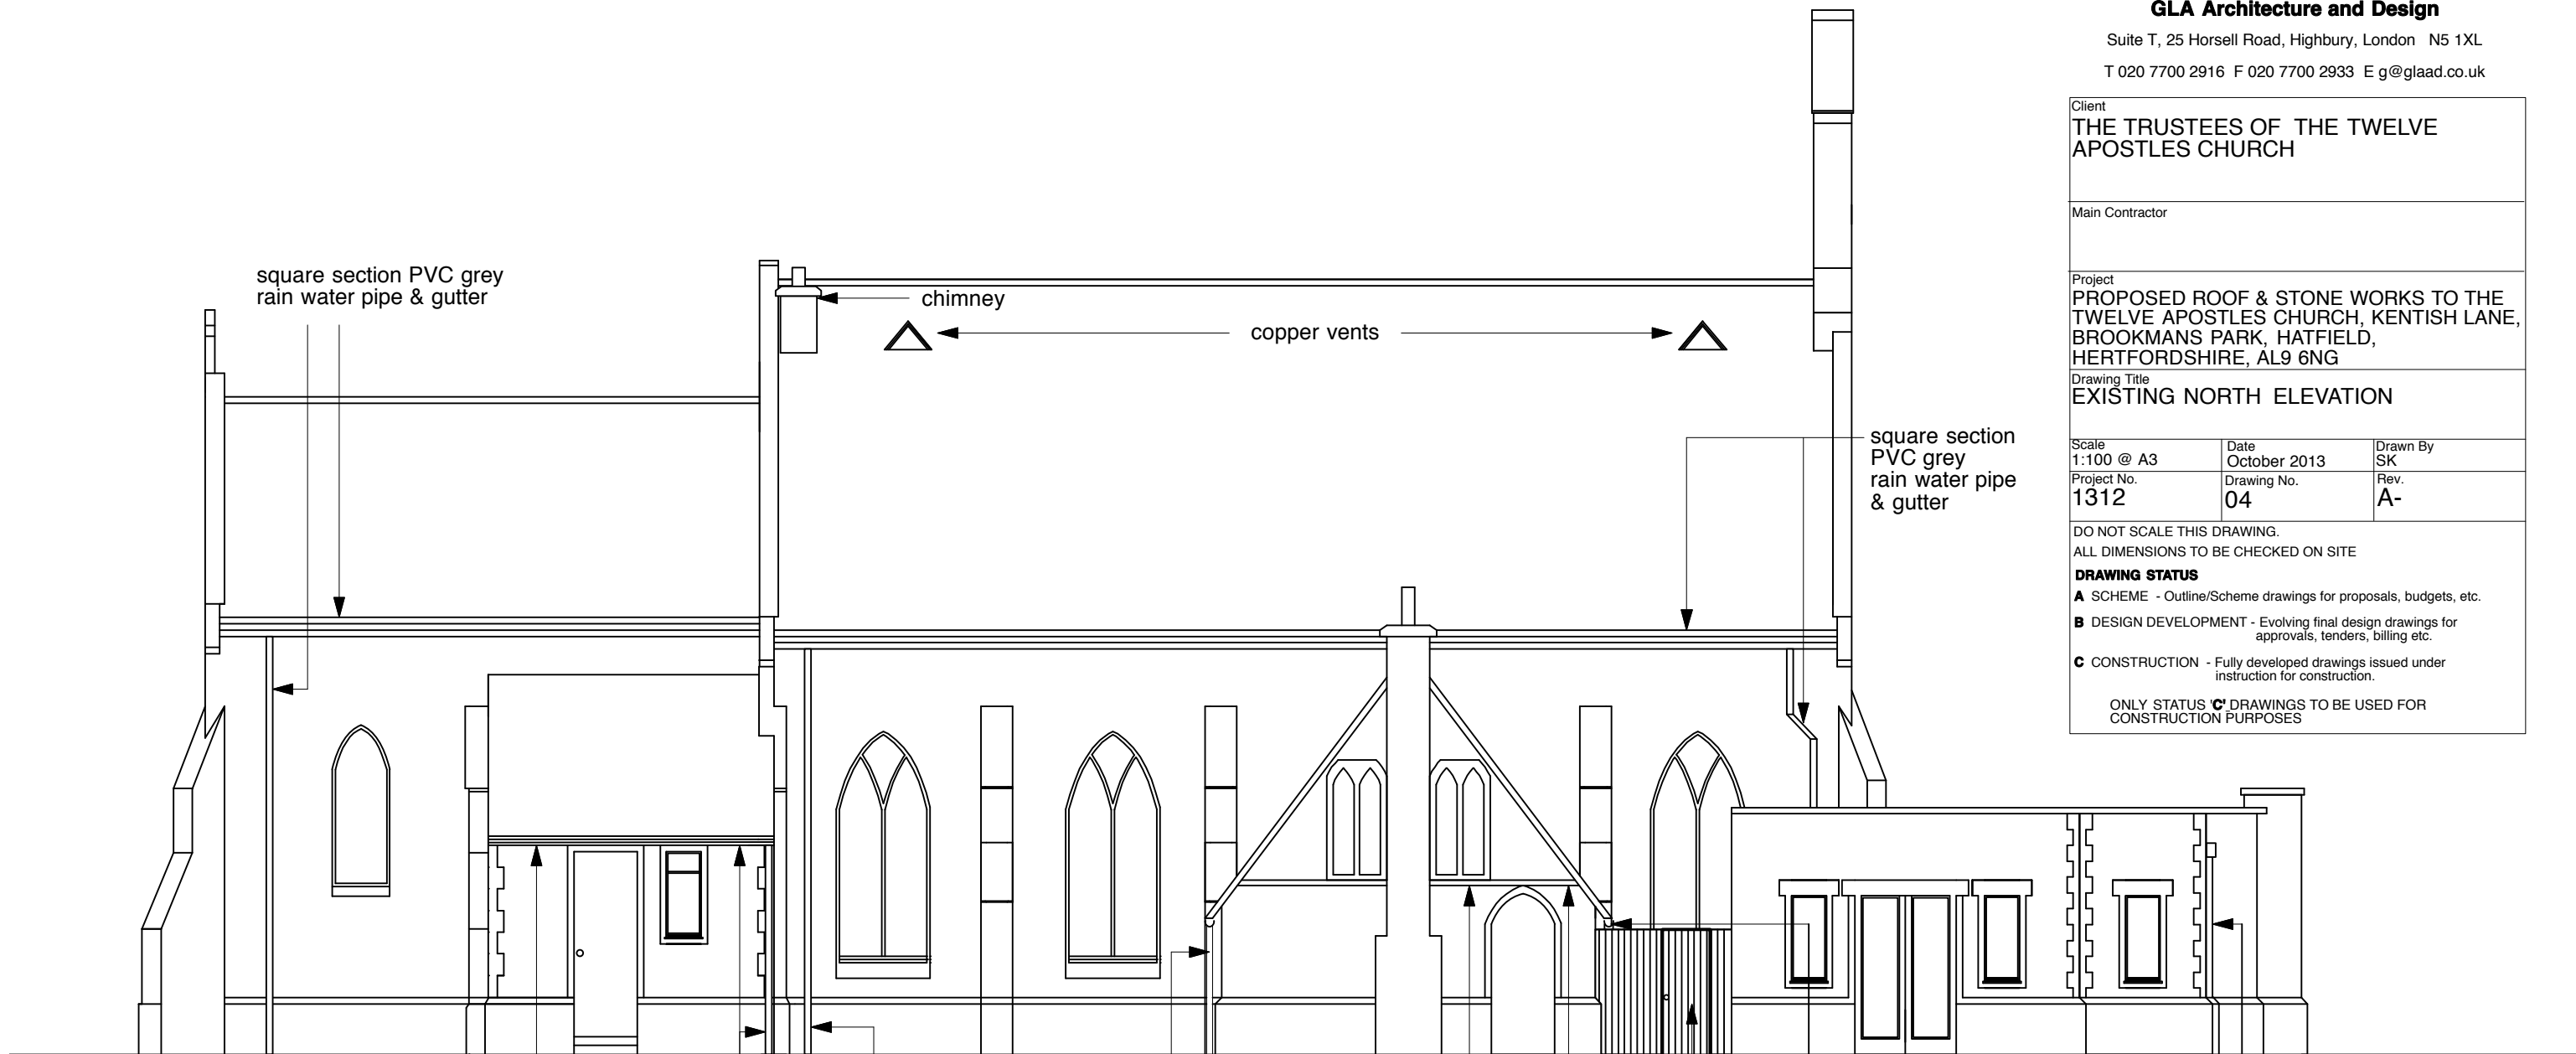 GLA Architecture and Design
Suite T, 25 Horsell Road, Highbury, London N5 1XL
T 020 7700 2916 F 020 7700 2933 E g@glaad.co.uk
Client
THE TRUSTEES OF THE TWELVE
APOSTLES CHURCH
Main Contractor
Project
PROPOSED ROOF & STONE WORKS TO THE
TWELVE APOSTLES CHURCH, KENTISH LANE,
BROOKMANS PARK, HATFIELD,
HERTFORDSHIRE, AL9 6NG
Drawing Title
EXISTING NORTH ELEVATION
Scale
1:100 @ A3
Date
October 2013
Drawn By
SK
Project No.
1312
Drawing No.
04
Rev.
A-
DO NOT SCALE THIS DRAWING.
ALL DIMENSIONS TO BE CHECKED ON SITE
DRAWING STATUS
A SCHEME - Outline/Scheme drawings for proposals, budgets, etc.
B DESIGN DEVELOPMENT - Evolving final design drawings for
approvals, tenders, billing etc.
C CONSTRUCTION - Fully developed drawings issued under
instruction for construction.
ONLY STATUS 'C' DRAWINGS TO BE USED FOR
CONSTRUCTION PURPOSES
square section PVC grey
rain water pipe & gutter
chimney
copper vents
square section
PVC grey
rain water pipe
& gutter